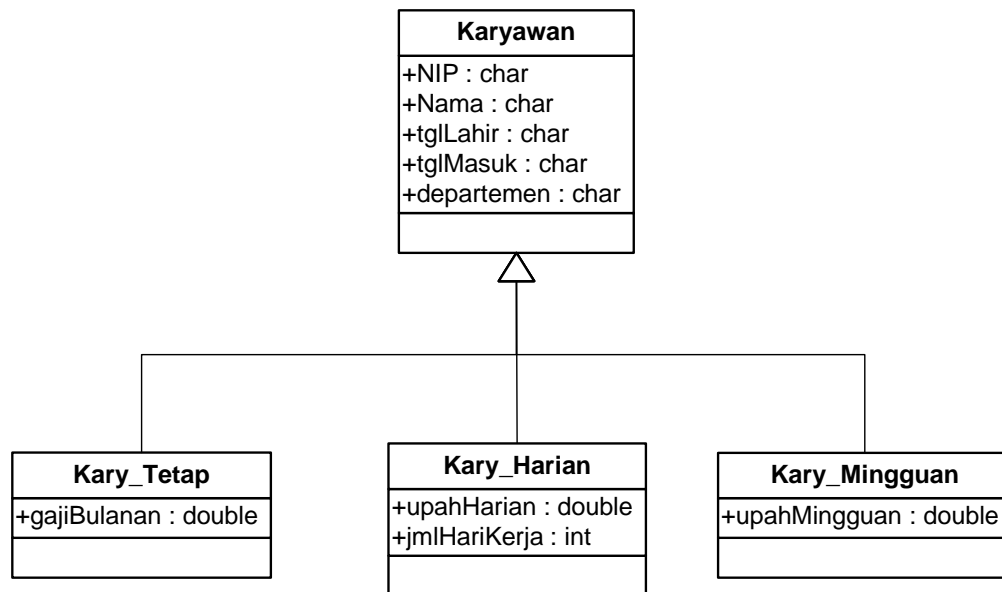 Karyawan
+NIP : char
+Nama : char
+tglLahir : char
+tglMasuk : char
+departemen : char
Kary_Tetap
+gajiBulanan : double
Kary_Harian
+upahHarian : double
+jmlHariKerja : int
Kary_Mingguan
+upahMingguan : double